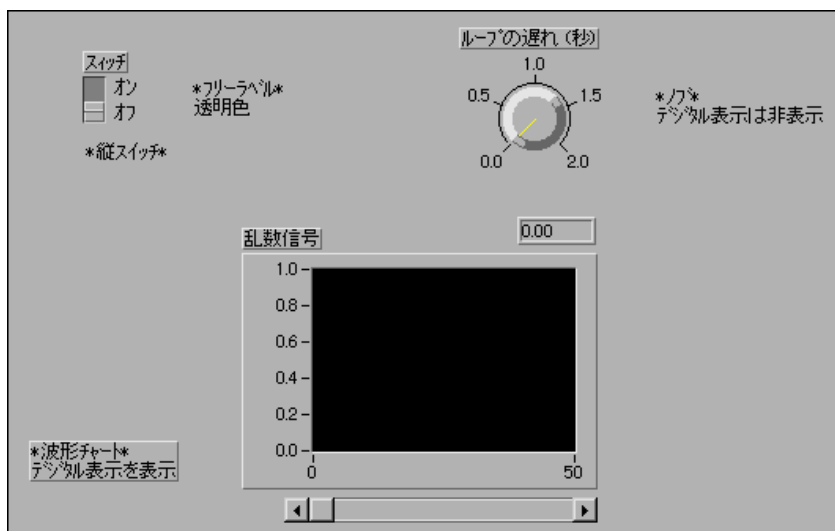 ループの遅れ (秒)
スイッチ
オン
オフ
*フリーラベル*
透明色
*縦スイッチ*
1.0
0.5
1.5
0.0
2.0
*ノブ*
デジタル表示は非表示
乱数信号
0.00
1.0
0.8
0.6
0.4
0.2
0.0
0
50
*波形チャート*
デジタル表示を表示